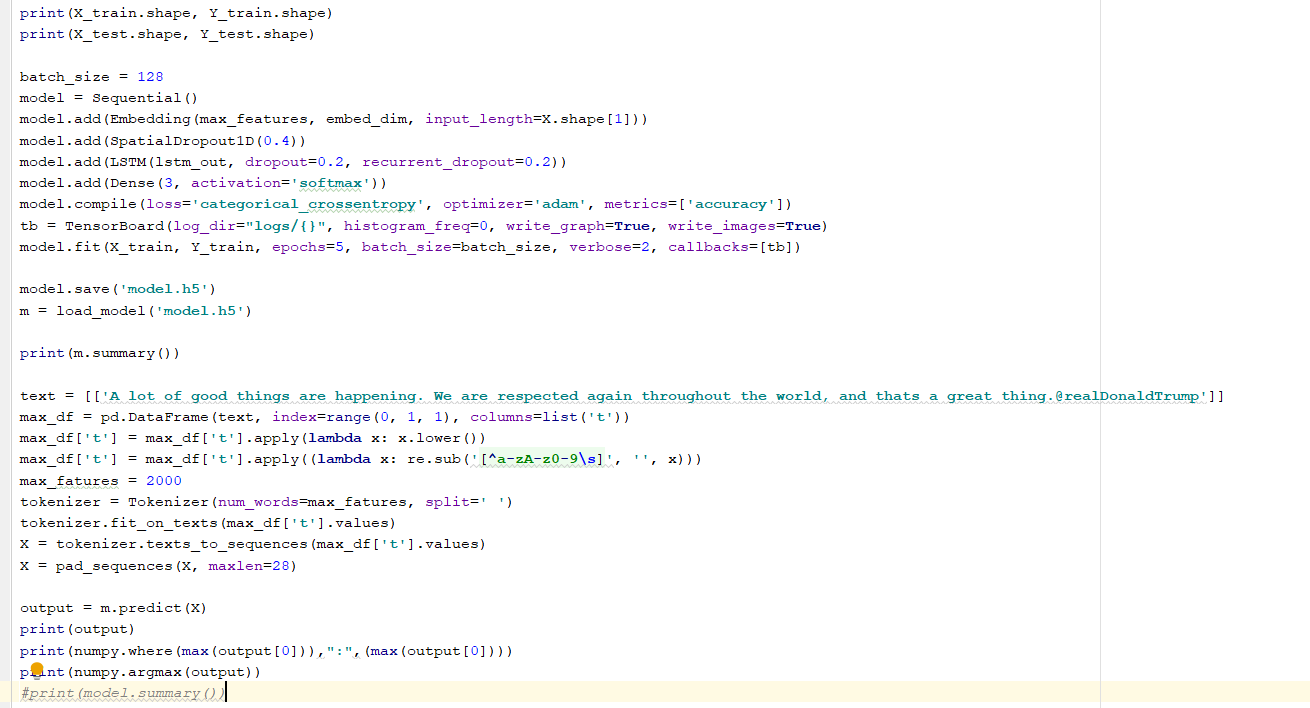 print(X_train.shape, Y_train.shape)
print(X_test.shape, Y_test.shape)
batch_size = 128
model = Sequential()
model.add(Embedding(max_features, embed_dim, input_length=X.shape[1]))
model.add(SpatialDropout1D(0.4))
model.add(LSTM(lstm_out, dropout=0.2, recurrent_dropout=0.2))
model.add(Dense(3, activation='softmax'))
model.compile(loss='categorical_crossentropy', optimizer='adam', metrics=['accuracy'])
tb = TensorBoard(log_dir="logs/{}", histogram_freq=0, write_graph=True, write_images=True)
model.fit(X_train, Y_train, epochs=5, batch_size=batch_size, verbose=2, callbacks=[tb])
model.save('model.h5')
m = load_model('model.h5')
print(m.summary())
text = [['A lot of good things are happening. We are respected again throughout the world, and thats a great thing.@realDonaldTrump']]
max_df = pd.DataFrame(text, index=range(0, 1, 1), columns=list('t'))
max_df['t'] = max_df['t'].apply(lambda x: x.lower())
max_df['t'] = max_df['t'].apply((lambda x: re.sub('[^a-zA-z0-9\s]', '', x)))
max_fatures = 2000
tokenizer = Tokenizer(num_words=max_fatures, split=' ')
tokenizer.fit_on_texts(max_df['t'].values)
X = tokenizer.texts_to_sequences(max_df['t'].values)
X = pad_sequences(X, maxlen=28)
output = m.predict(X)
print(output)
print(numpy.where(max(output[0])),":",(max(output[0])))
print(numpy.argmax(output))
#print(model.summary())